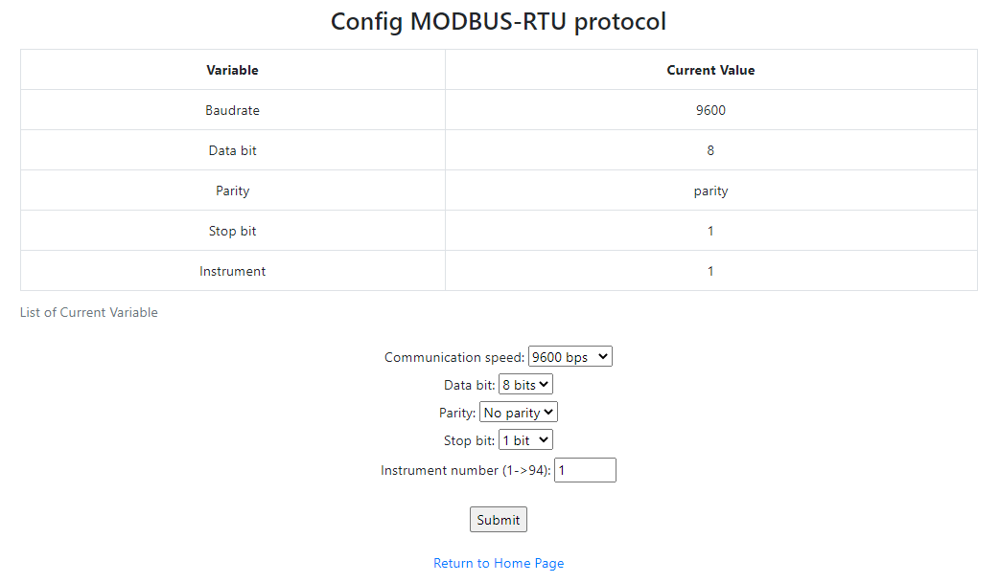 Config MODBUS-RTU protocol
Variable Current Value
Baudrate 9600
Data bit 8
Parity parity
Stop bit 1
Instrument 1
List of Current Variable
Communication speed: 9600 bps
Data bit: 8 bits
Parity: No parity
Stop bit: 1 bit
Instrument number (1->94): 1
Submit
Return to Home Page